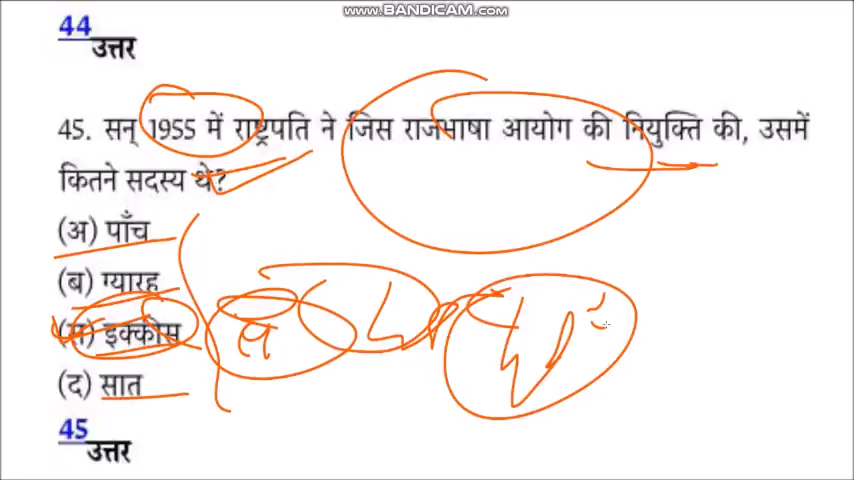 www.BANDICAM.com
44
उत्तर
45. सन् 1955 में राष्ट्रपति ने जिस राजभाषा आयोग की नियुक्ति की, उसमें
कितने सदस्य थे?
(अ) पाँच
(ब) ग्यारह
(स) इक्कीस
(द) सात
45
उत्तर